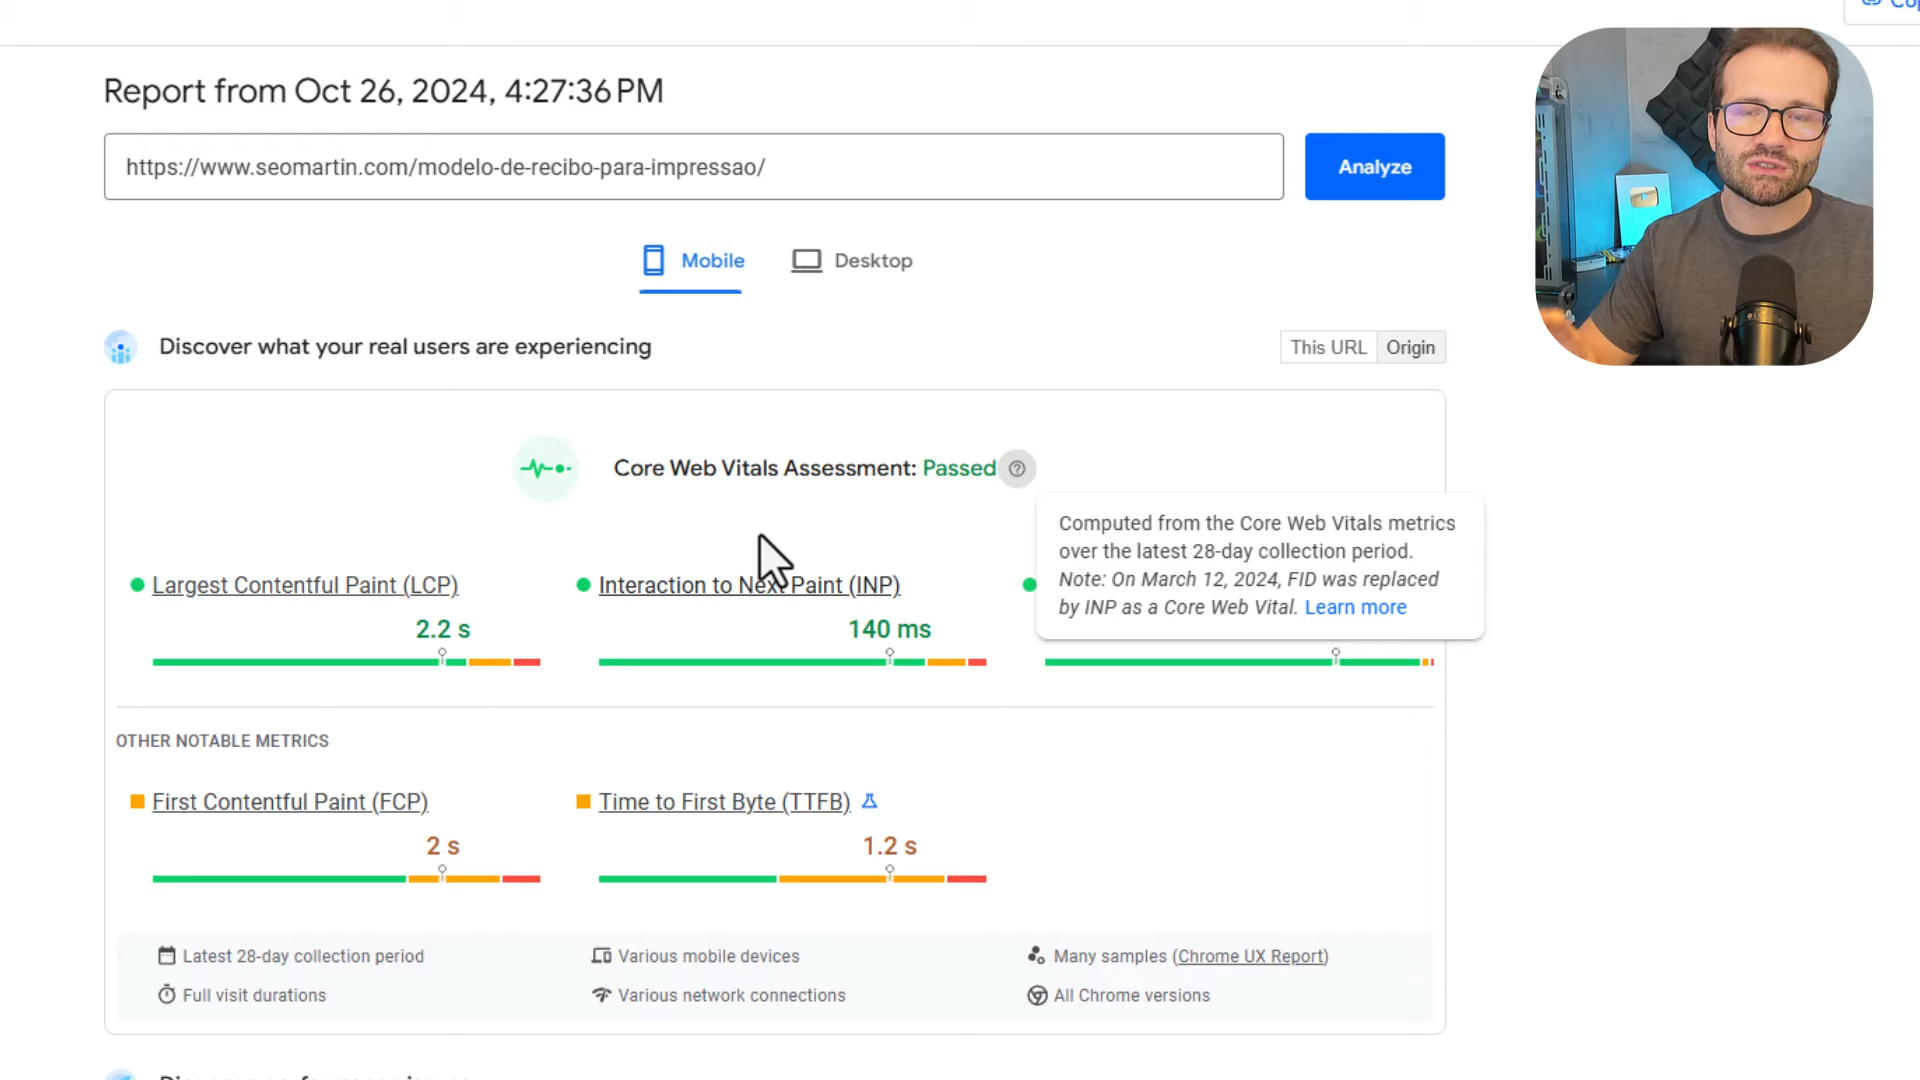 Report from Oct 26, 2024, 4:27:36 PM
https://www.seomartin.com/modelo-de-recibo-para-impressao/
Analyze
Mobile
Desktop
Discover what your real users are experiencing
This URL
Origin
Core Web Vitals Assessment: Passed
Computed from the Core Web Vitals metrics
over the latest 28-day collection period.
Note: On March 12, 2024, FID was replaced
by INP as a Core Web Vital. Learn more
Largest Contentful Paint (LCP)
2.2 s
Interaction to Next Paint (INP)
140 ms
OTHER NOTABLE METRICS
First Contentful Paint (FCP)
2 s
Time to First Byte (TTFB)
1.2 s
Latest 28-day collection period
Various mobile devices
Many samples (Chrome UX Report)
Full visit durations
Various network connections
All Chrome versions